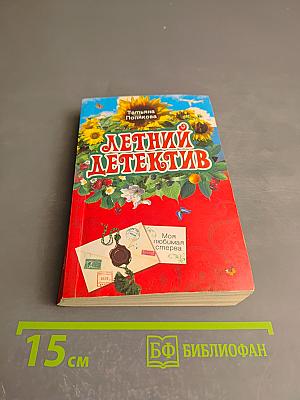 Татьяна
Полякова
ЛЕТНИЙ
ДЕТЕКТИВ
Моя
любимая
стерва
15 см
БФ БИБЛИОФАН